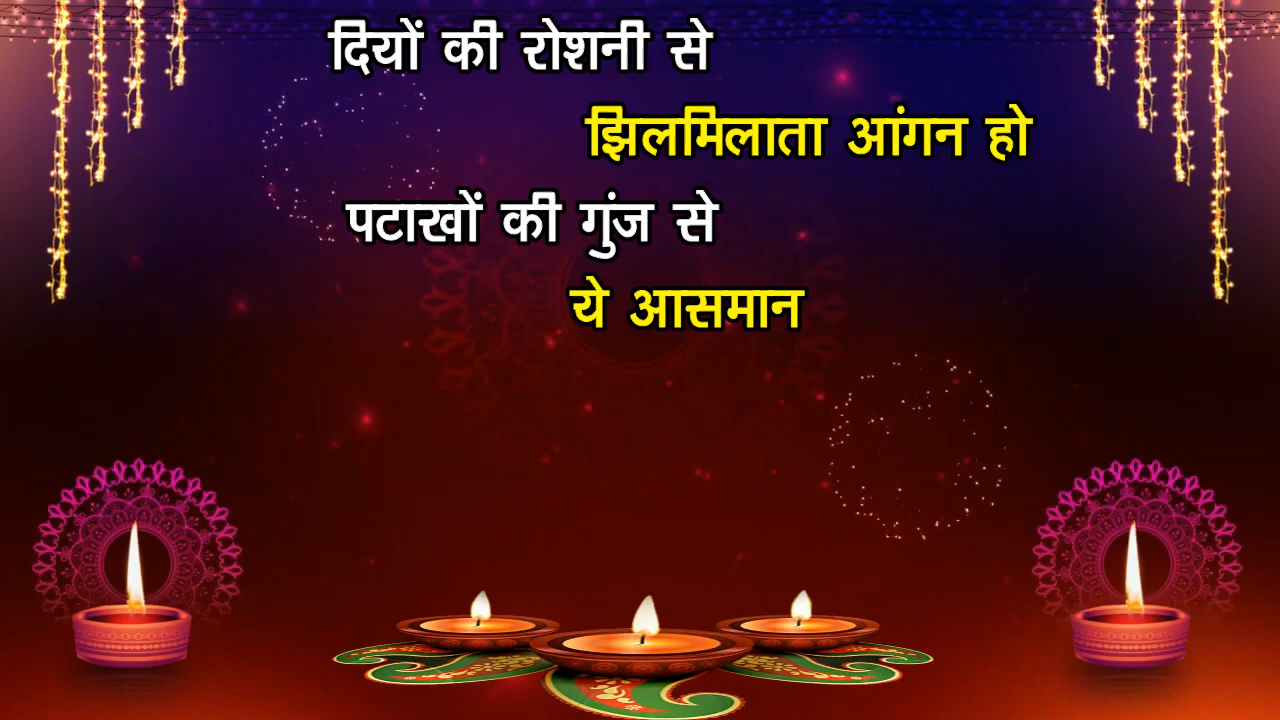 दियों की रोशनी से
झिलमिलाता आंगन हो
पटाखों की गुंज से
ये आसमान